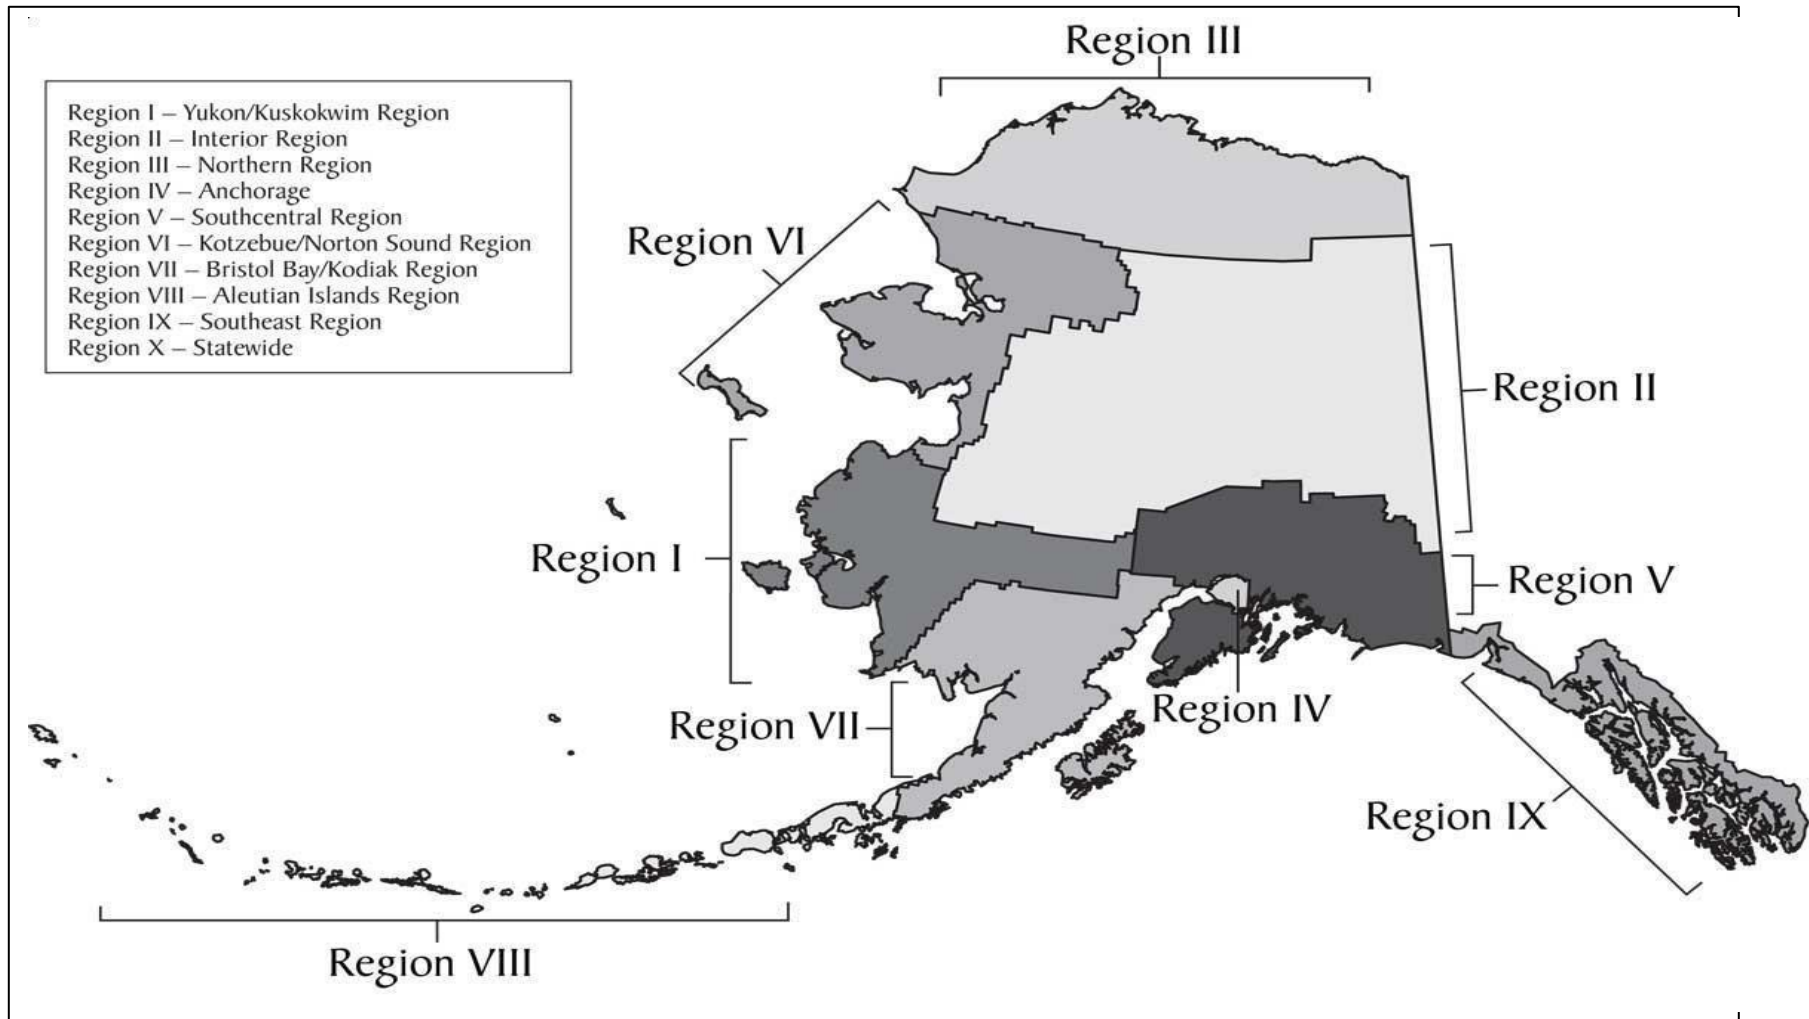 Region III
Region I – Yukon/Kuskokwim Region
Region II – Interior Region
Region III – Northern Region
Region IV – Anchorage
Region V – Southcentral Region
Region VI – Kotzebue/Norton Sound Region
Region VII – Bristol Bay/Kodiak Region
Region VIII – Aleutian Islands Region
Region IX – Southeast Region
Region X – Statewide
Region VI
Region II
Region I
Region V
Region VII
Region IV
Region IX
Region VIII